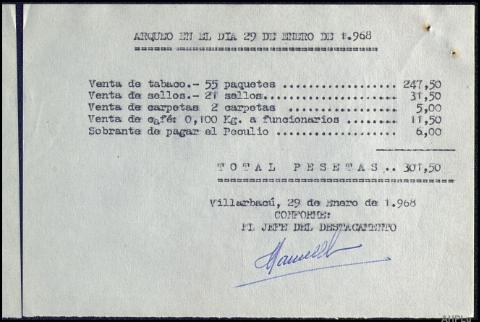 ARQUEO EN EL DIA 29 DE ENERO DE 1.968
Venta de tabaco.- 55 paquetes .................. 247,50
Venta de sellos.- 21 sellos..................... 31,50
Venta de carpetas 2 carpetas .................. 5,00
Venta de café: 0,100 Kg. a funcionarios ......... 11,50
Sobrante de pagar el Peculio ................... 6,00
TOTAL PESETAS.. 301,50
Villarbacú, 29 de Enero de 1.968
CONFORME:
EL JEFE DEL DESTACAMENTO